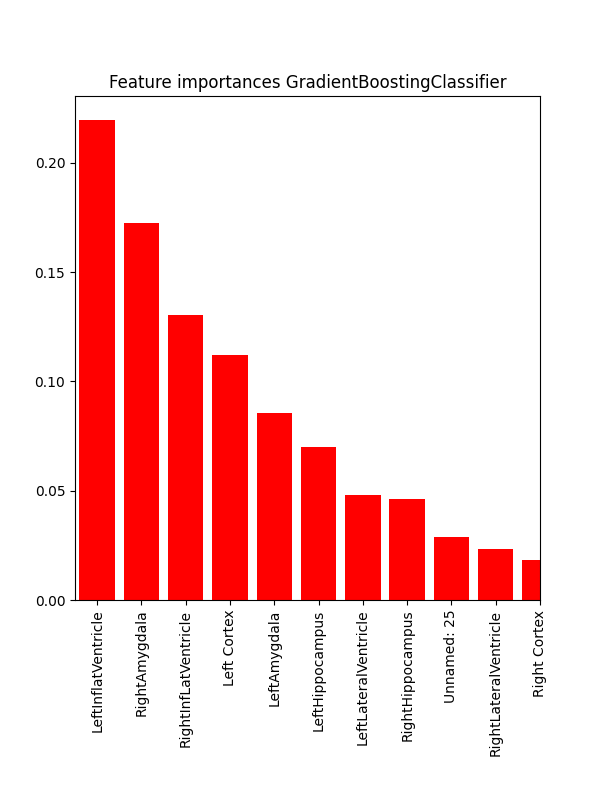 Feature importances GradientBoostingClassifier
0.20
0.15
0.10
0.05
0.00
LeftInflatVentricle
RightAmygdala
RightInfLatVentricle
Left Cortex
LeftAmygdala
LeftHippocampus
LeftLateralVentricle
RightHippocampus
Unnamed: 25
RightLateralVentricle
Right Cortex